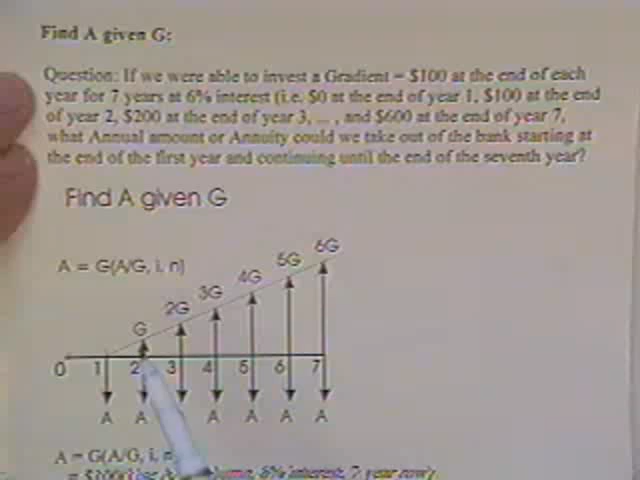 Find A given G:
Question: If we were able to invest a Gradient = $100 at the end of each
year for 7 years at 6% interest (i.e. $0 at the end of year 1, $100 at the end
of year 2, $200 at the end of year 3, ... , and $600 at the end of year 7,
what Annual amount or Annuity could we take out of the bank starting at
the end of the first year and continuing until the end of the seventh year?
Find A given G
A = G(A/G, i, n)
G 2G 3G 4G 5G 6G
0 1 2 3 4 5 6 7
A A A A A A
A = G(A/G, i, n
6% interest, 7 year row)